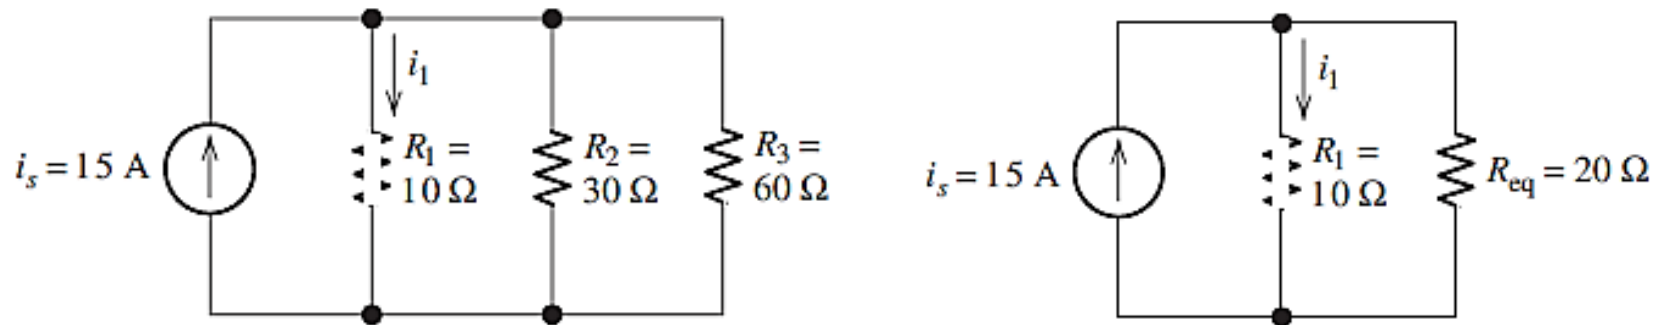 i₁
iₛ = 15 A
R₁ =
10 Ω
R₂ =
30 Ω
R₃ =
60 Ω
i₁
iₛ = 15 A
R₁ =
10 Ω
Req = 20 Ω